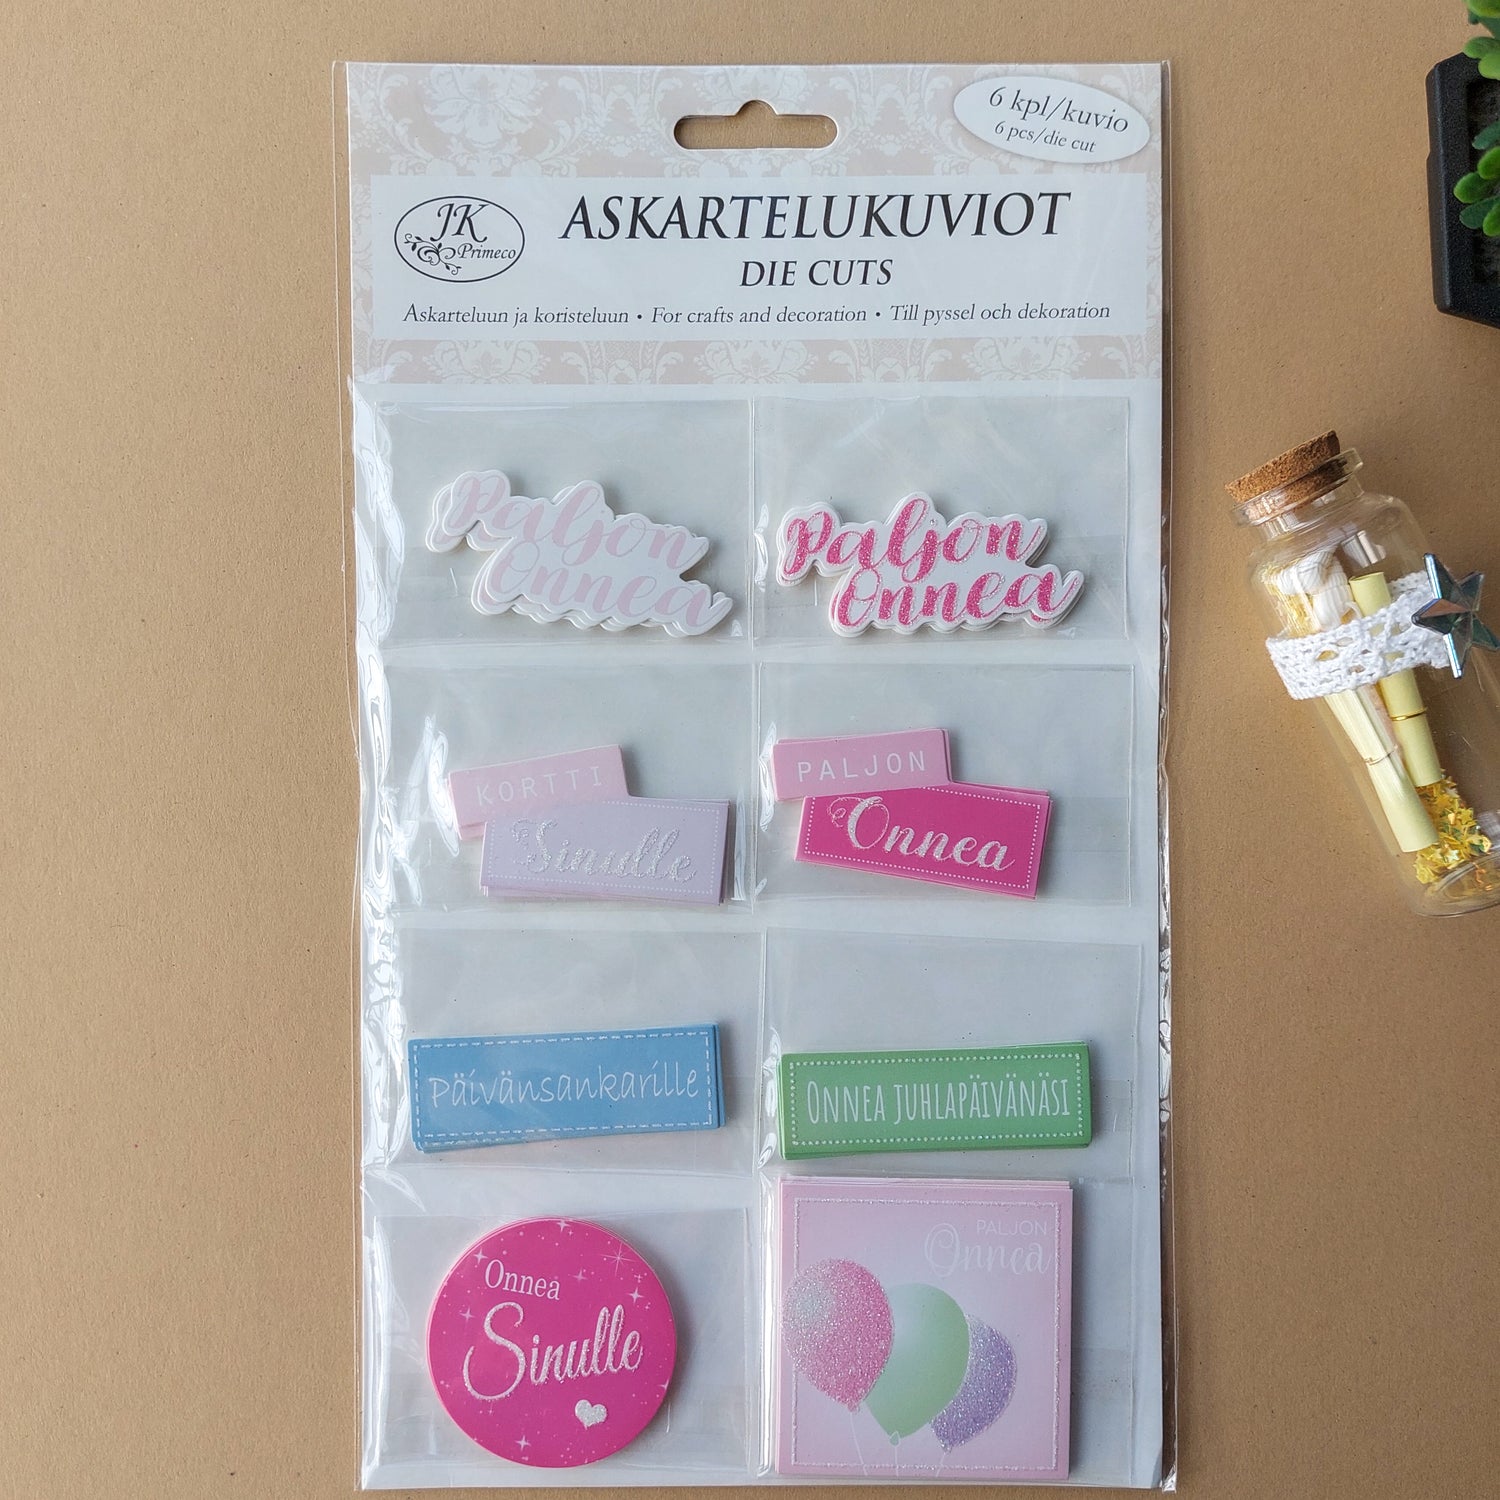 6 kpl/kuvio
6 pcs/die cut
JK
Primeco
ASKARTELUKUVIOT
DIE CUTS
Askarteluun ja koristeluun • For crafts and decoration • Till pyssel och dekoration
Paljon
Onnea
Paljon
Onnea
KORTTI
Sinulle
PALJON
Onnea
Päivänsankarille
ONNEA JUHLAPÄIVÄNÄSI
Onnea
Sinulle
PALJON
Onnea